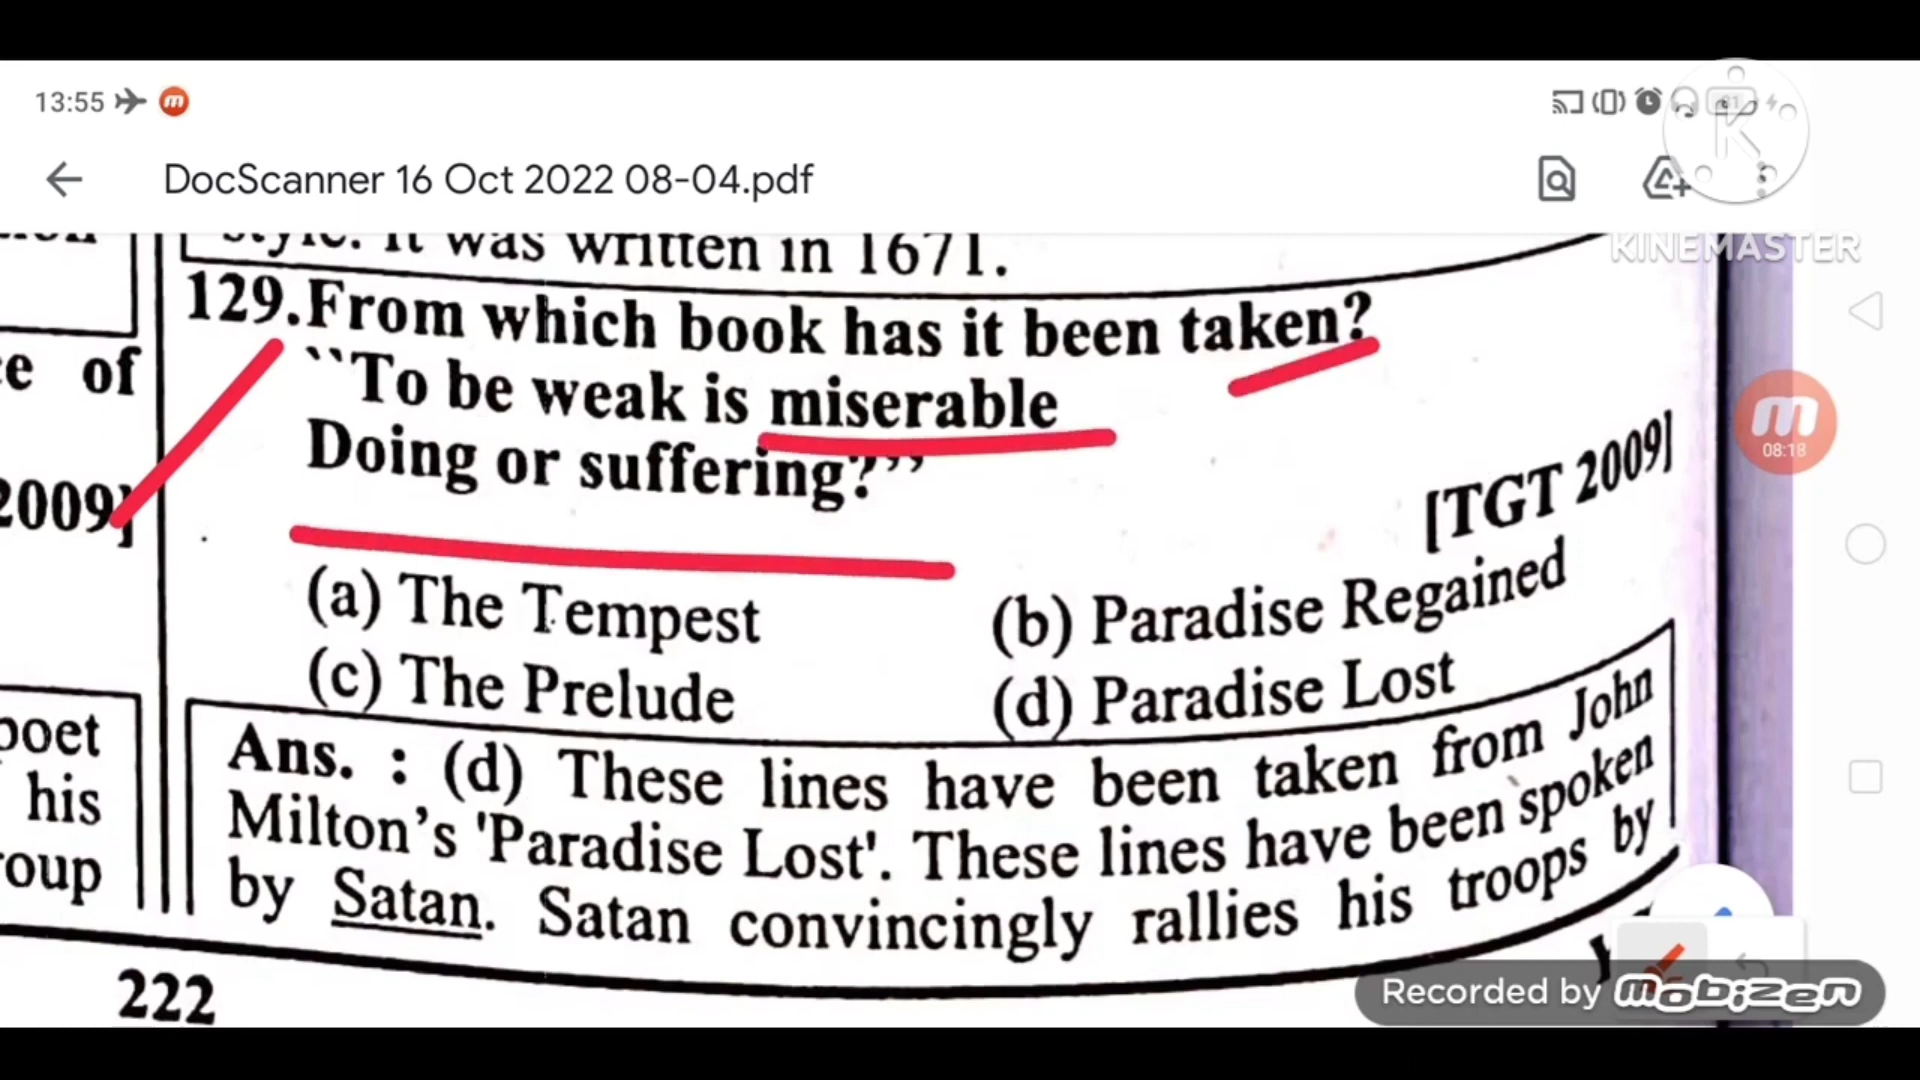 13:55
DocScanner 16 Oct 2022 08-04.pdf
KINEMASTER
style. It was written in 1671.
129.From which book has it been taken?
``To be weak is miserable
Doing or suffering?’’
[TGT 2009]
(a) The Tempest
(b) Paradise Regained
(c) The Prelude
(d) Paradise Lost
Ans. : (d) These lines have been taken from John
Milton’s 'Paradise Lost'. These lines have been spoken
by Satan. Satan convincingly rallies his troops by
of
2009]
poet
his
222
08:18
Recorded by mobizen